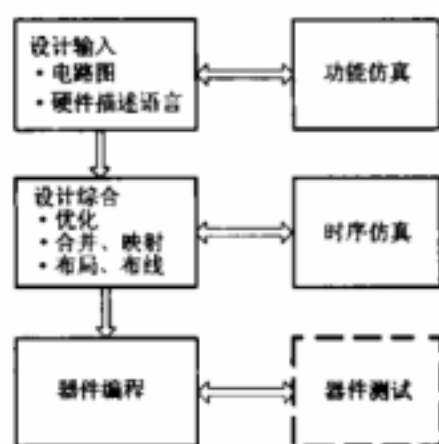 设计输入
• 电路图
• 硬件描述语言
功能仿真
设计综合
• 优化
• 合并、映射
• 布局、布线
时序仿真
器件编程
器件测试